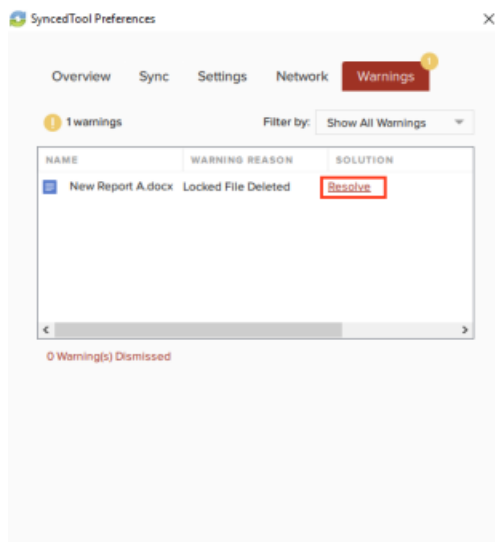 SyncedTool Preferences
1
Overview Sync Settings Network Warnings
1 warnings Filter by: Show All Warnings
NAME WARNING REASON SOLUTION
New Report A.docx Locked File Deleted Resolve
0 Warning(s) Dismissed